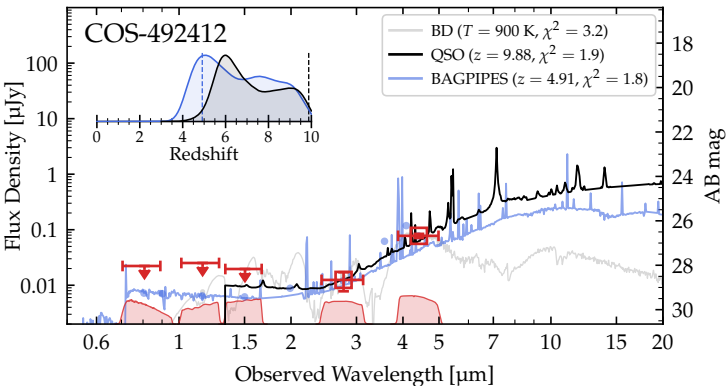 COS-492412
BD (T = 900 K, χ² = 3.2)
QSO (z = 9.88, χ² = 1.9)
BAGPIPES (z = 4.91, χ² = 1.8)
0 2 4 6 8 10
Redshift
Flux Density [μJy]
100
10
1
0.1
0.01
AB mag
18
20
22
24
26
28
30
0.6 1 1.5 2 3 4 5 10 15 20
Observed Wavelength [μm]